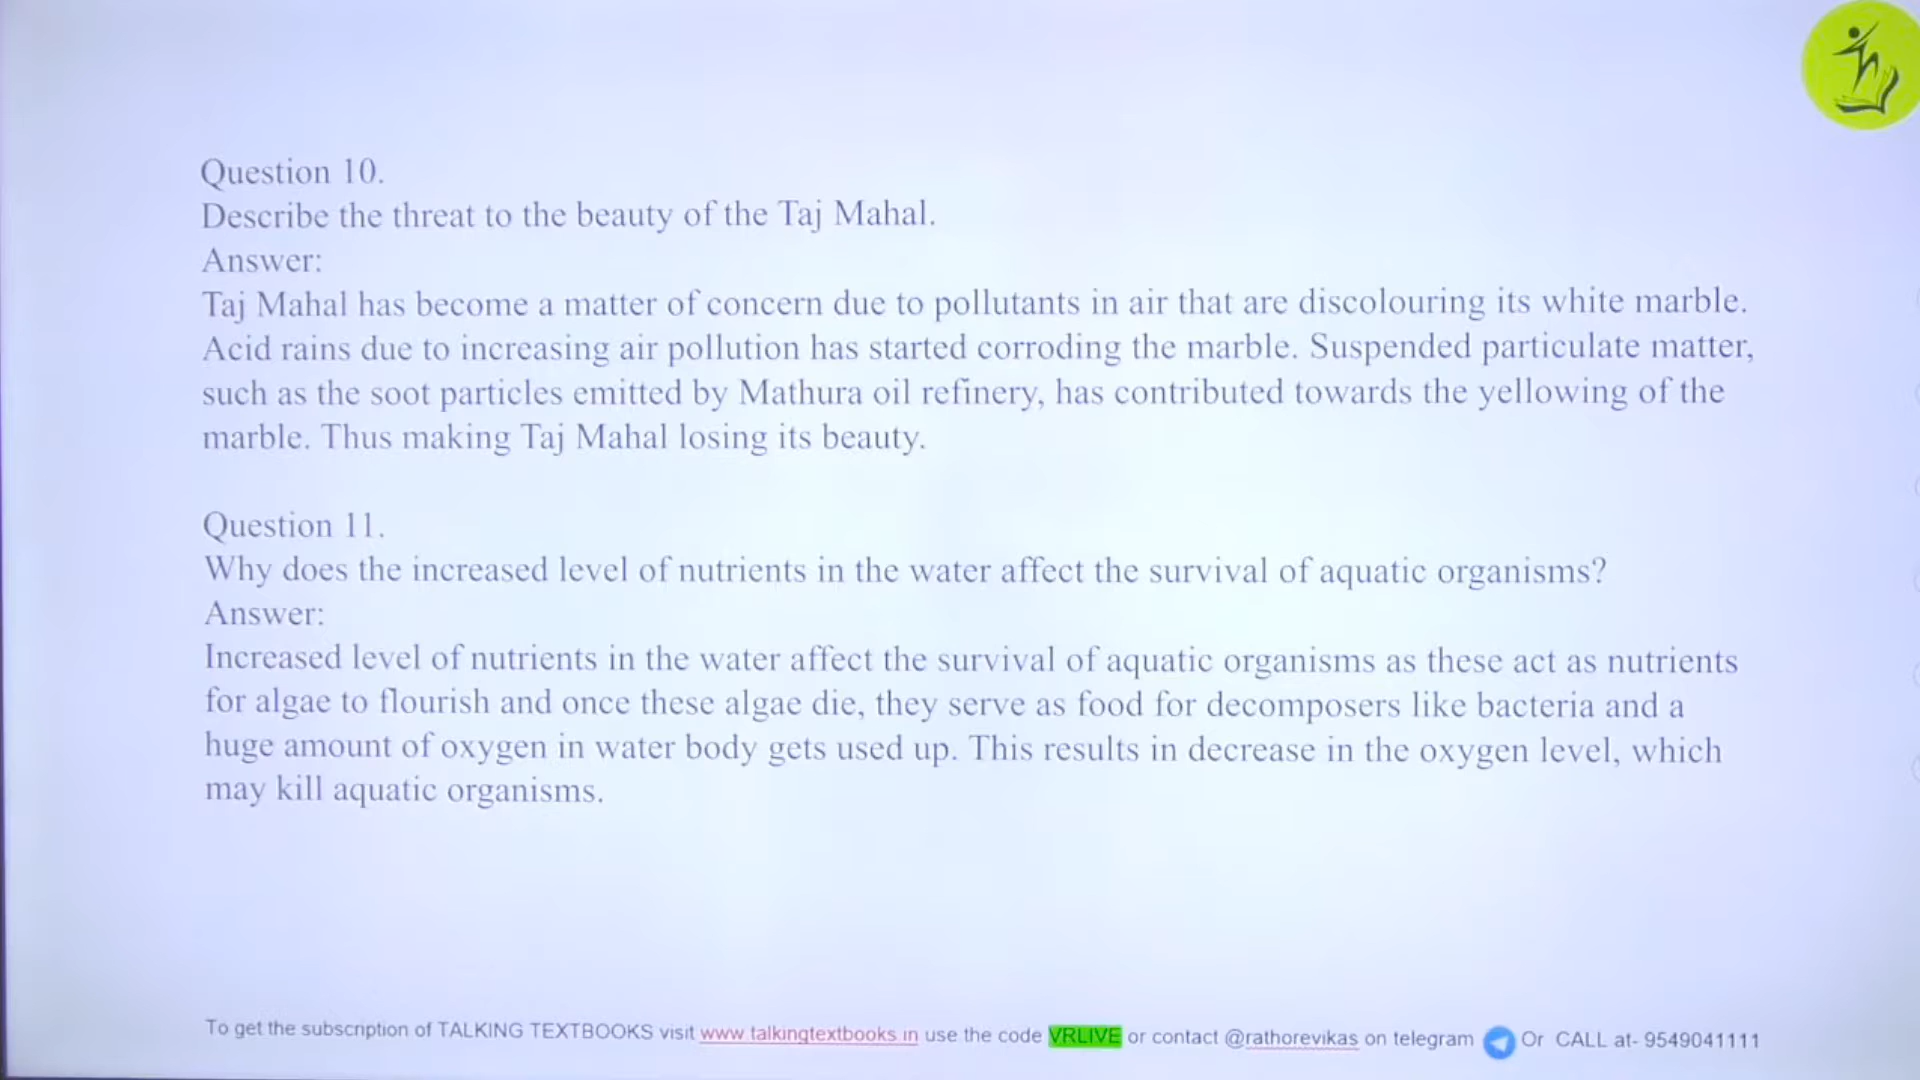 Question 10.
Describe the threat to the beauty of the Taj Mahal.
Answer:
Taj Mahal has become a matter of concern due to pollutants in air that are discolouring its white marble.
Acid rains due to increasing air pollution has started corroding the marble. Suspended particulate matter,
such as the soot particles emitted by Mathura oil refinery, has contributed towards the yellowing of the
marble. Thus making Taj Mahal losing its beauty.
Question 11.
Why does the increased level of nutrients in the water affect the survival of aquatic organisms?
Answer:
Increased level of nutrients in the water affect the survival of aquatic organisms as these act as nutrients
for algae to flourish and once these algae die, they serve as food for decomposers like bacteria and a
huge amount of oxygen in water body gets used up. This results in decrease in the oxygen level, which
may kill aquatic organisms.
To get the subscription of TALKING TEXTBOOKS visit www.talkingtextbooks.in use the code VRLIVE or contact @rathorevikas on telegram Or CALL at- 9549041111